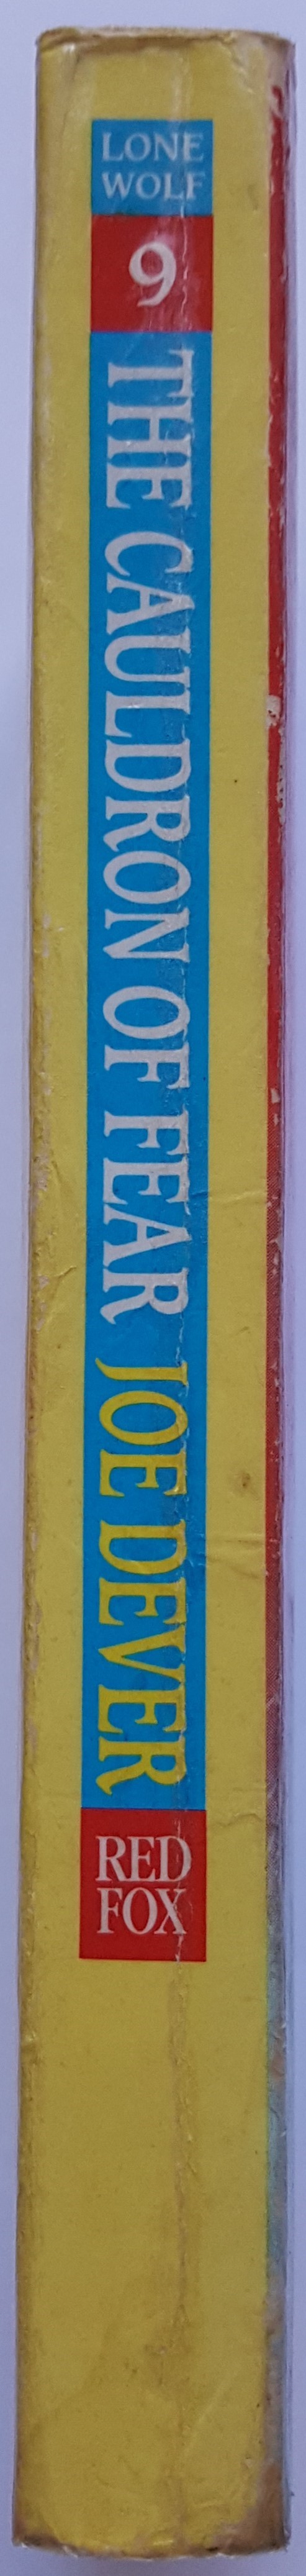 LONE
WOLF
9
THE CAULDRON OF FEAR JOE DEVER
RED
FOX